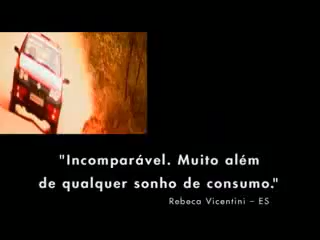 "Incomparável. Muito além
de qualquer sonho de consumo."
Rebeca Vicentini – ES